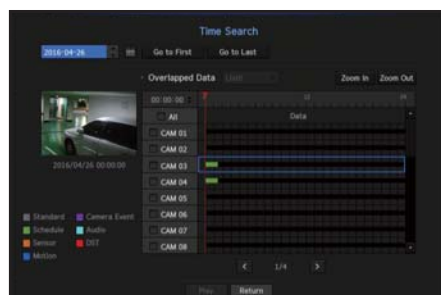 Time Search
2016-04-26
Go to First
Go to Last
Overlapped Data
Zoom In
Zoom Out
00:00:00
12
24
All
Data
CAM 01
CAM 02
CAM 03
CAM 04
CAM 05
CAM 06
CAM 07
CAM 08
2016/04/26 00:00:00
Standard
Camera Event
Schedule
Audio
Sensor
DST
Motion
< 1/4 >
Play
Return